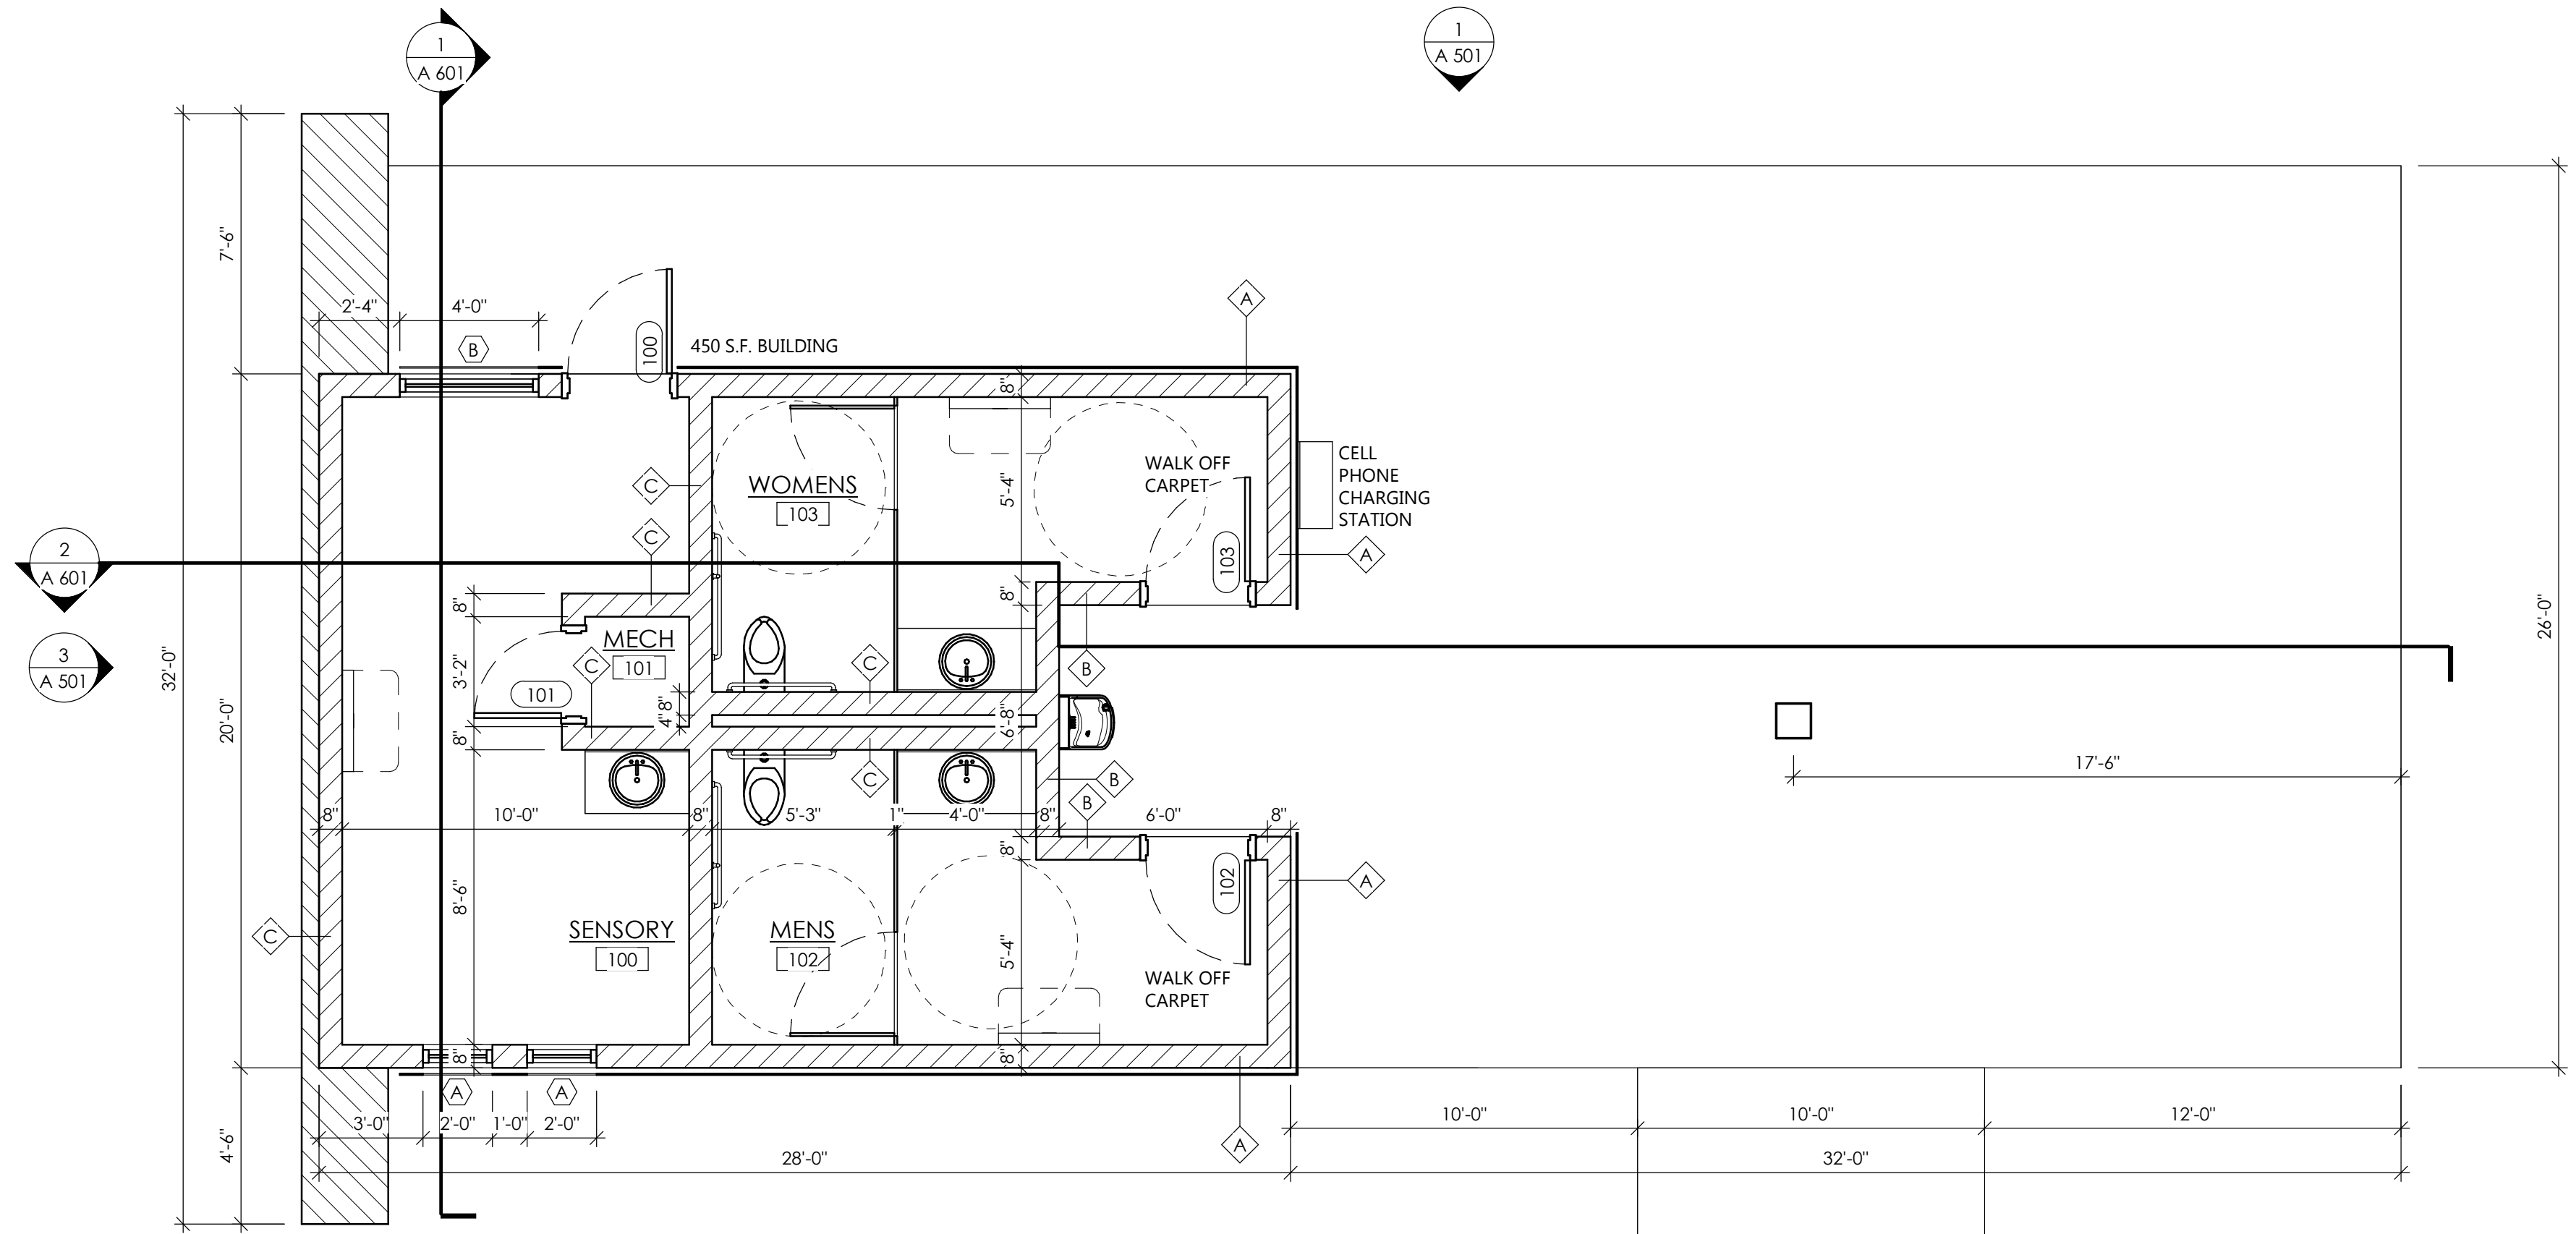 1
A 601
1
A 501
7'-6"
2'-4"
4'-0"
B
100
450 S.F. BUILDING
A
8"
WALK OFF
CARPET
CELL
PHONE
CHARGING
STATION
C
WOMENS
103
5'-4"
C
103
A
2
A 601
8"
8"
3
A 501
32'-0"
20'-0"
3'-2"
MECH
101
C
101
C
B
26'-0"
4"
8"
6'-8"
8"
C
B
B
17'-6"
8"
10'-0"
8"
5'-3"
1"
4'-0"
8"
6'-0"
8"
8"
8'-6"
102
A
C
SENSORY
100
MENS
102
5'-4"
WALK OFF
CARPET
8"
8"
A
A
3'-0"
2'-0"
1'-0"
2'-0"
4'-6"
A
10'-0"
10'-0"
12'-0"
28'-0"
32'-0"